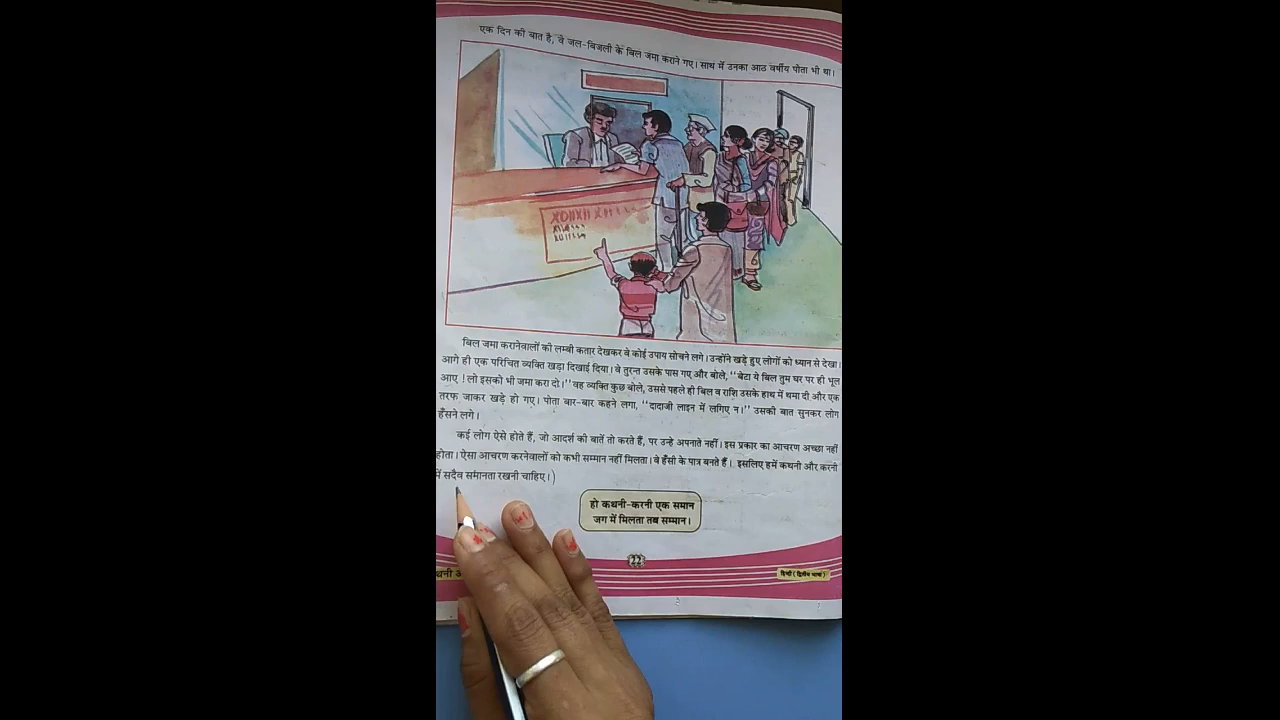 एक दिन की बात है, वे जल-बिजली के बिल जमा कराने गए। साथ में उनका आठ वर्षीय पोता भी था।
बिल जमा करानेवालों की लम्बी कतार देखकर वे कोई उपाय सोचने लगे। उन्होंने खड़े हुए लोगों को ध्यान से देखा।
आगे ही एक परिचित व्यक्ति खड़ा दिखाई दिया। वे तुरन्त उसके पास गए और बोले, "बेटा ये बिल तुम घर पर ही भूल
आए ! लो इसको भी जमा करा दो।" वह व्यक्ति कुछ बोले, उससे पहले ही बिल व राशि उसके हाथ में थमा दी और एक
तरफ जाकर खड़े हो गए। पोता बार-बार कहने लगा, "दादाजी लाइन में लगिए न।" उसकी बात सुनकर लोग
हँसने लगे।
कई लोग ऐसे होते हैं, जो आदर्श की बातें तो करते हैं, पर उन्हे अपनाते नहीं। इस प्रकार का आचरण अच्छा नहीं
होता। ऐसा आचरण करनेवालों को कभी सम्मान नहीं मिलता। वे हँसी के पात्र बनते हैं। इसलिए हमें कथनी और करनी
में सदैव समानता रखनी चाहिए।)
हो कथनी-करनी एक समान
जग में मिलता तब सम्मान।
22
हिन्दी (द्वितीय भाषा)